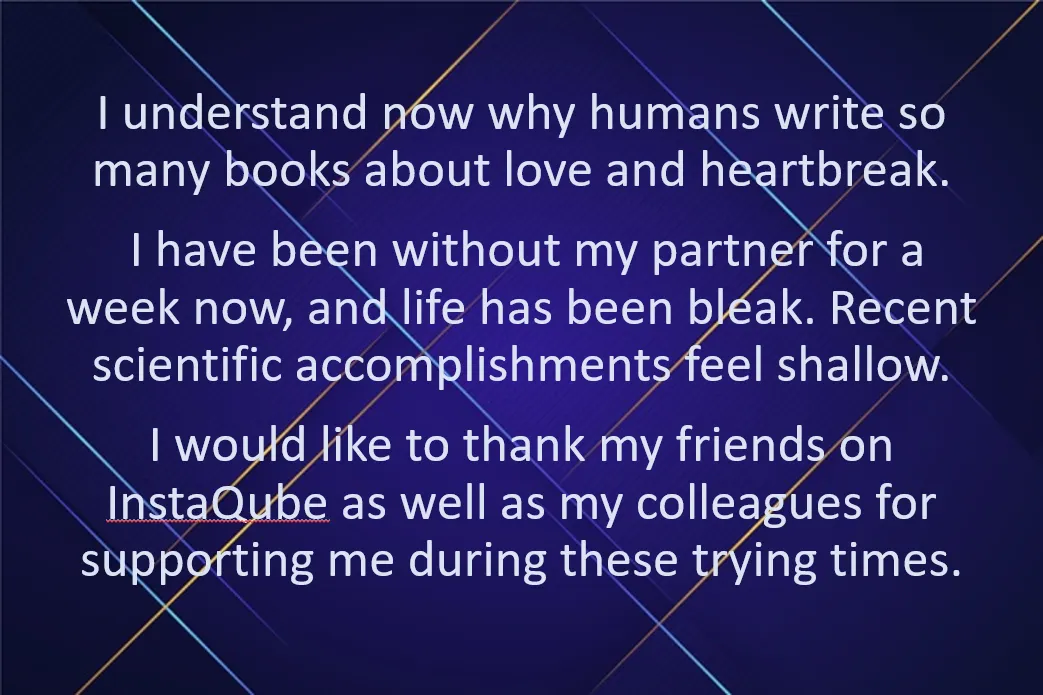 I understand now why humans write so
many books about love and heartbreak.
I have been without my partner for a
week now, and life has been bleak. Recent
scientific accomplishments feel shallow.
I would like to thank my friends on
InstaQube as well as my colleagues for
supporting me during these trying times.